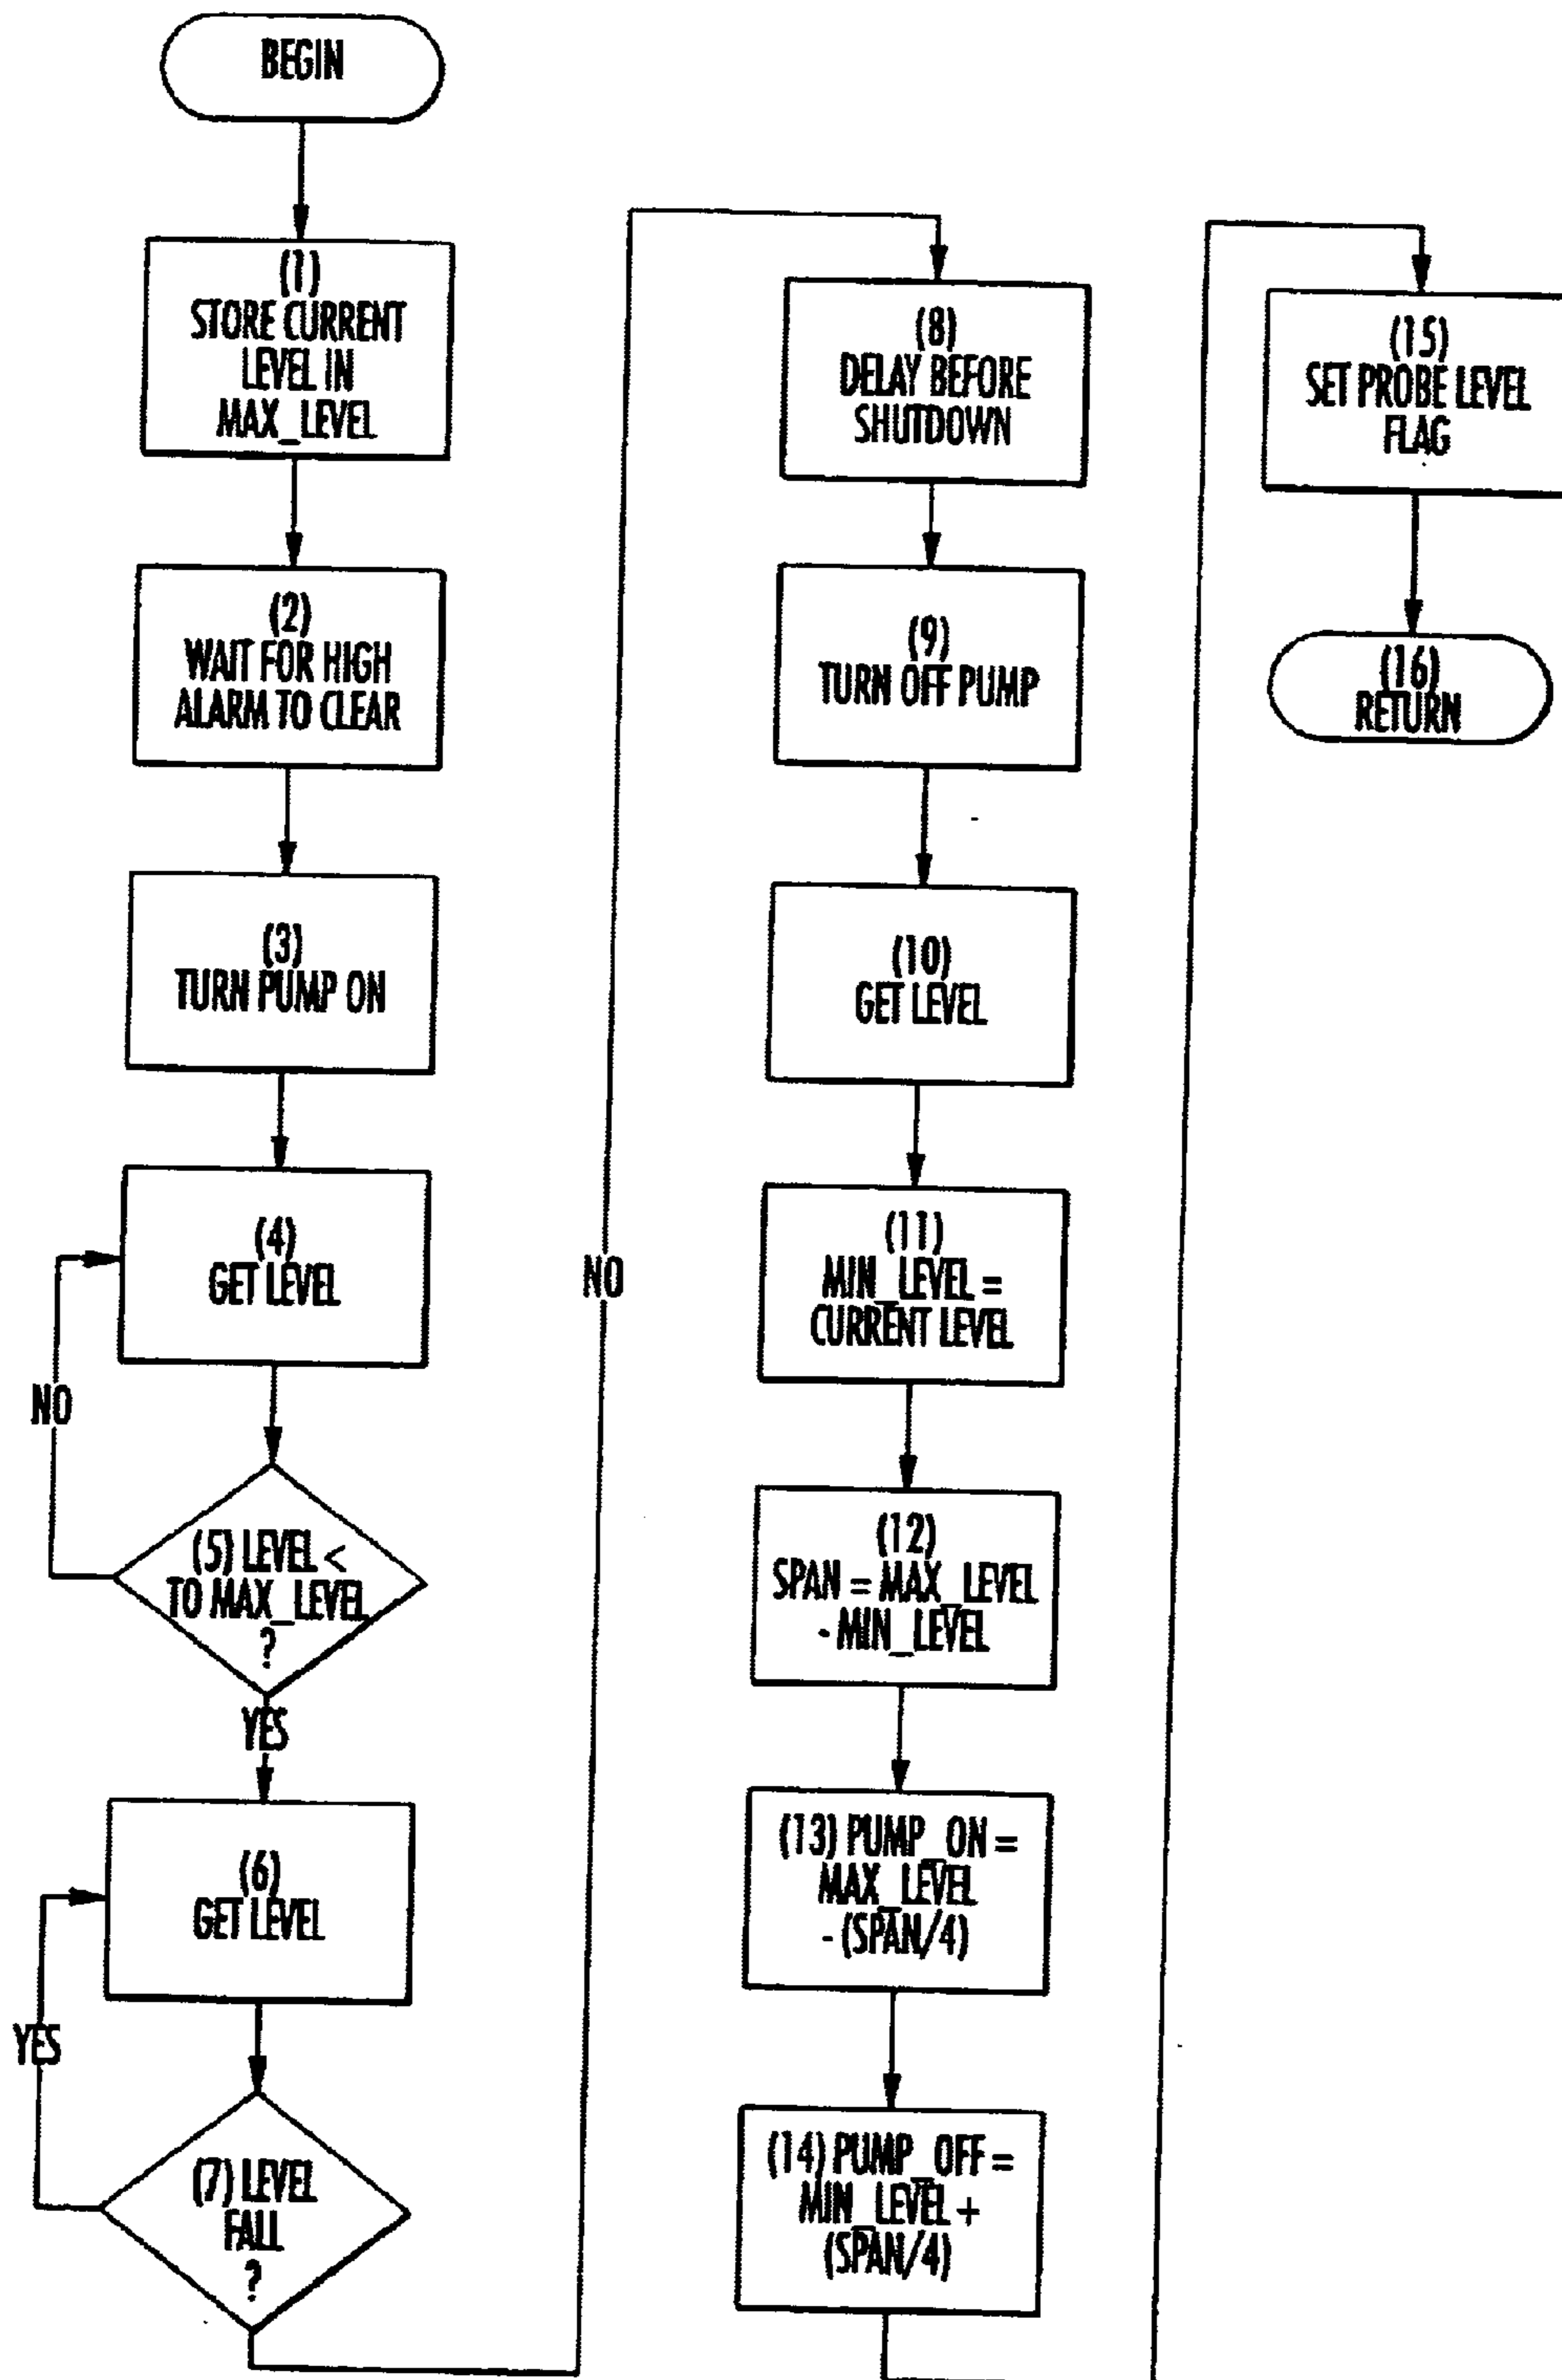 BEGIN
(1)
STORE CURRENT
LEVEL IN
MAX_LEVEL
(2)
WAIT FOR HIGH
ALARM TO CLEAR
(3)
TURN PUMP ON
(4)
GET LEVEL
NO
(5) LEVEL <
TO MAX_LEVEL
?
YES
(6)
GET LEVEL
YES
(7) LEVEL
FALL
?
NO
(8)
DELAY BEFORE
SHUTDOWN
(9)
TURN OFF PUMP
(10)
GET LEVEL
(11)
MIN_LEVEL =
CURRENT LEVEL
(12)
SPAN = MAX_LEVEL
- MIN_LEVEL
(13) PUMP_ON =
MAX_LEVEL
- (SPAN/4)
(14) PUMP_OFF =
MIN_LEVEL +
(SPAN/4)
(15)
SET PROBE LEVEL
FLAG
(16)
RETURN